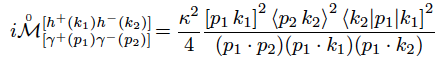 $i\overset{0}{\mathcal{M}}{}^{[h^+(k_1)h^-(k_2)]}_{[\gamma^+(p_1)\gamma^-(p_2)]} = \frac{\kappa^2}{4} \frac{[p_1\,k_1]^2 \langle p_2\,k_2\rangle^2 \langle k_2|p_1|k_1]^2}{(p_1 \cdot p_2)(p_1 \cdot k_1)(p_1 \cdot k_2)}$